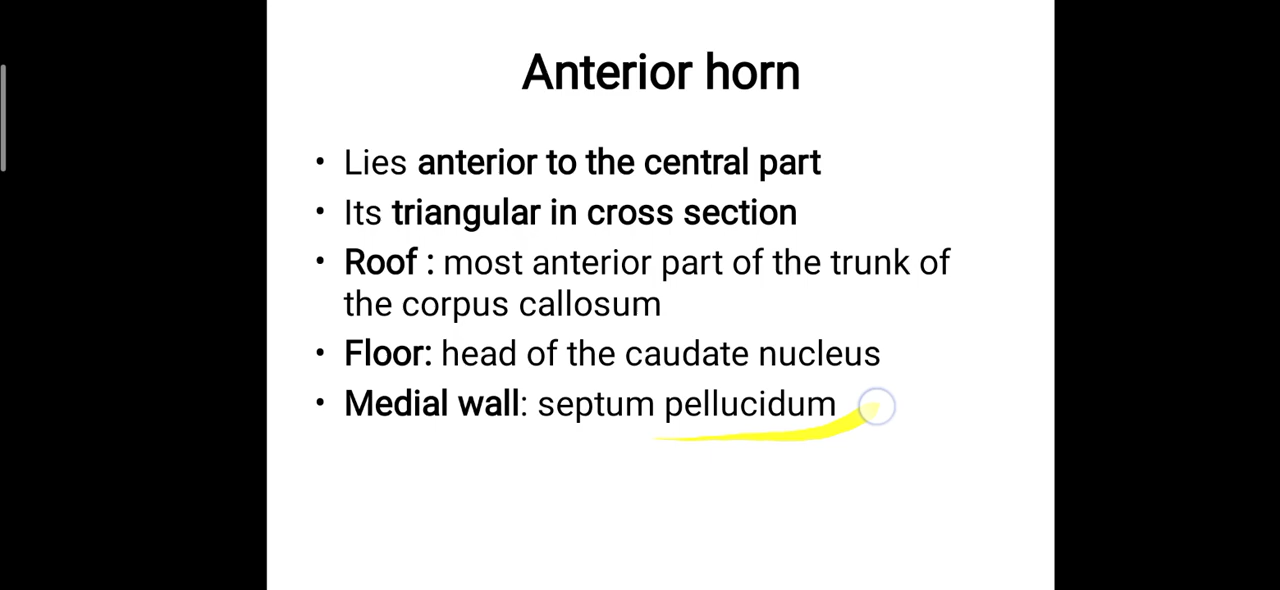 Anterior horn
• Lies anterior to the central part
• Its triangular in cross section
• Roof : most anterior part of the trunk of
the corpus callosum
• Floor: head of the caudate nucleus
• Medial wall: septum pellucidum